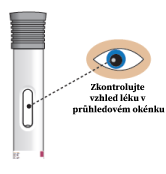 Zkontrolujte
vzhled léku v
průhledovém okénku